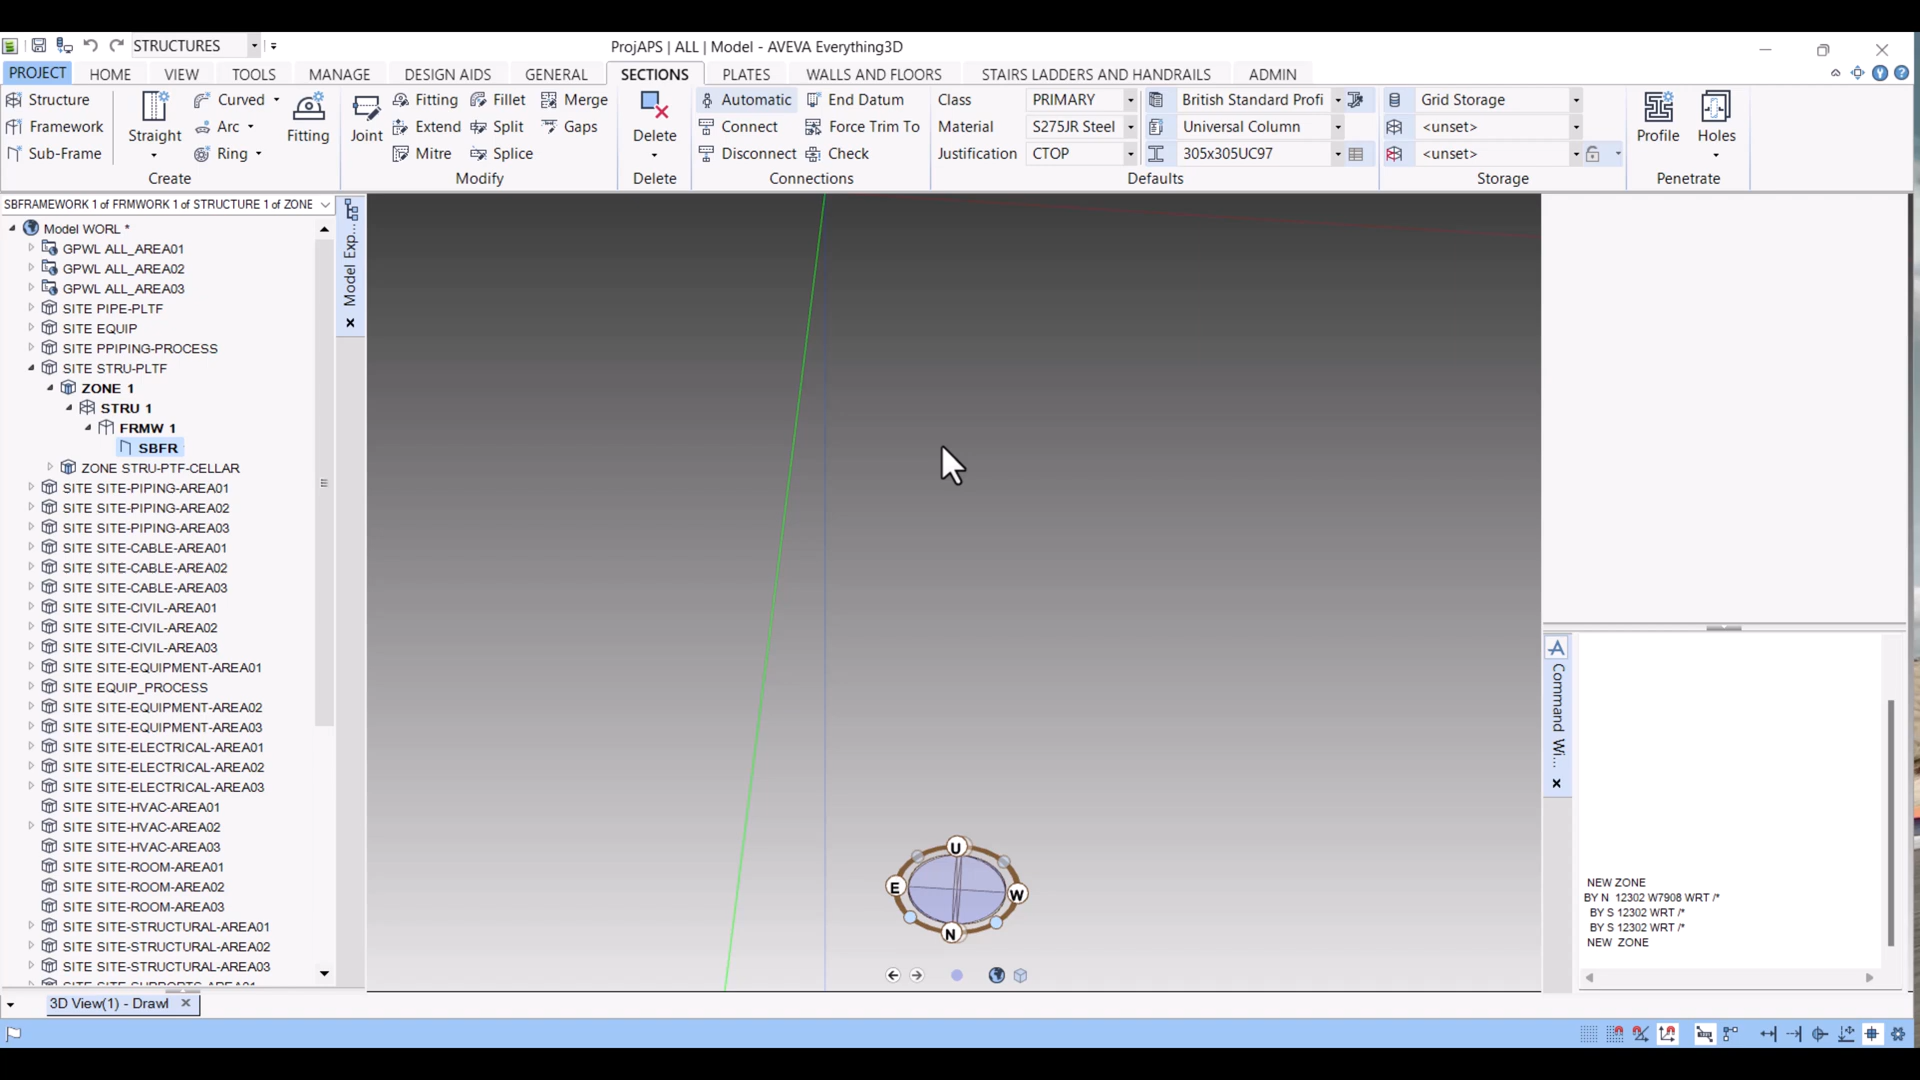 STRUCTURES
ProjAPS | ALL | Model - AVEVA Everything3D
PROJECT HOME VIEW TOOLS MANAGE DESIGN AIDS GENERAL SECTIONS PLATES WALLS AND FLOORS STAIRS LADDERS AND HANDRAILS ADMIN
Structure
Framework
Sub-Frame
Straight
Curved
Arc
Ring
Fitting
Create
Joint
Fitting
Extend
Mitre
Fillet
Split
Splice
Merge
Gaps
Modify
Delete
Delete
Automatic
Connect
Disconnect
End Datum
Force Trim To
Check
Connections
Class PRIMARY
Material S275JR Steel
Justification CTOP
British Standard Profi
Universal Column
305x305UC97
Defaults
Grid Storage
<unset>
<unset>
Storage
Profile
Holes
Penetrate
SBFRAMEWORK 1 of FRMWORK 1 of STRUCTURE 1 of ZONE
Model WORL *
GPWL ALL_AREA01
GPWL ALL_AREA02
GPWL ALL_AREA03
SITE PIPE-PLTF
SITE EQUIP
SITE PPIPING-PROCESS
SITE STRU-PLTF
ZONE 1
STRU 1
FRMW 1
SBFR
ZONE STRU-PTF-CELLAR
SITE SITE-PIPING-AREA01
SITE SITE-PIPING-AREA02
SITE SITE-PIPING-AREA03
SITE SITE-CABLE-AREA01
SITE SITE-CABLE-AREA02
SITE SITE-CABLE-AREA03
SITE SITE-CIVIL-AREA01
SITE SITE-CIVIL-AREA02
SITE SITE-CIVIL-AREA03
SITE SITE-EQUIPMENT-AREA01
SITE EQUIP_PROCESS
SITE SITE-EQUIPMENT-AREA02
SITE SITE-EQUIPMENT-AREA03
SITE SITE-ELECTRICAL-AREA01
SITE SITE-ELECTRICAL-AREA02
SITE SITE-ELECTRICAL-AREA03
SITE SITE-HVAC-AREA01
SITE SITE-HVAC-AREA02
SITE SITE-HVAC-AREA03
SITE SITE-ROOM-AREA01
SITE SITE-ROOM-AREA02
SITE SITE-ROOM-AREA03
SITE SITE-STRUCTURAL-AREA01
SITE SITE-STRUCTURAL-AREA02
SITE SITE-STRUCTURAL-AREA03
Model Exp...
U
E
W
N
Command Wi...
NEW ZONE
BY N 12302 W7908 WRT /*
BY S 12302 WRT /*
BY S 12302 WRT /*
NEW ZONE
3D View(1) - Drawl